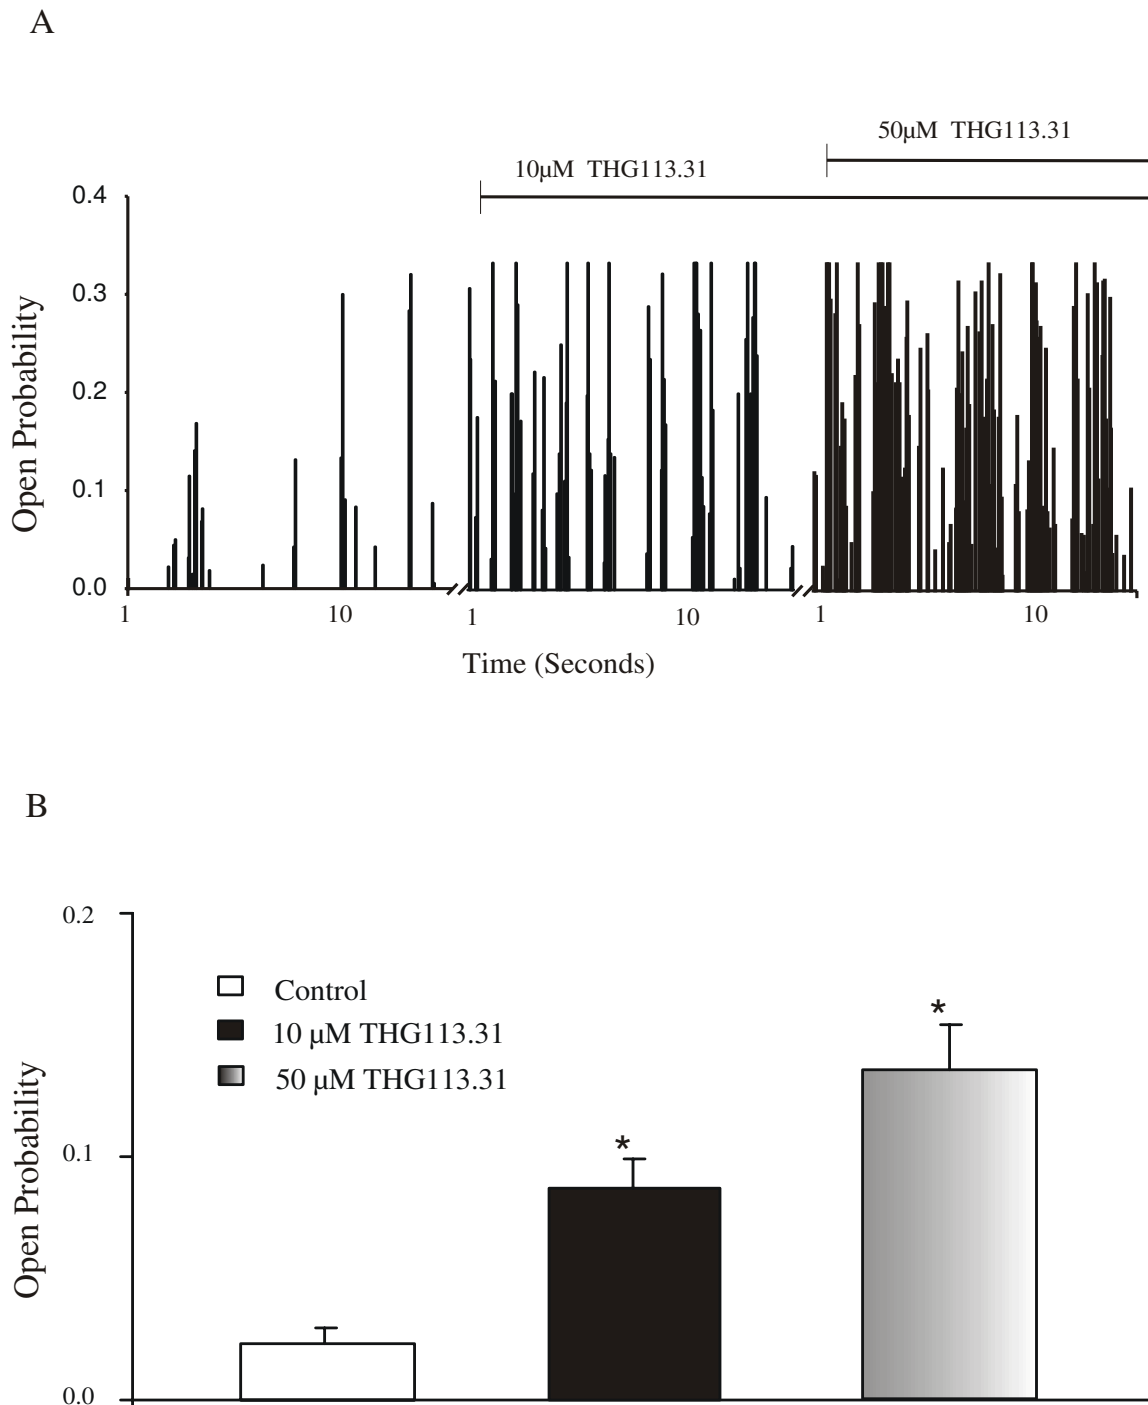 A
50μM THG113.31
10μM THG113.31
0.4
0.3
0.2
0.1
0.0
Open Probability
1 10 1 10 1 10
Time (Seconds)
B
0.2
0.1
0.0
Open Probability
Control
10 μM THG113.31
50 μM THG113.31
*
*